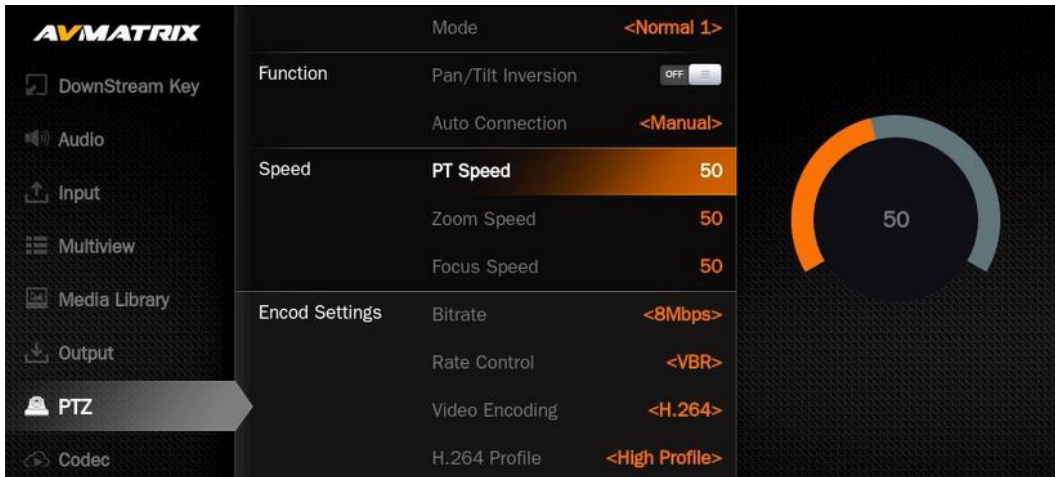 AVMATRIX
DownStream Key
Audio
Input
Multiview
Media Library
Output
PTZ
Codec
Mode <Normal 1>
Function Pan/Tilt Inversion OFF
Auto Connection <Manual>
Speed PT Speed 50
Zoom Speed 50
Focus Speed 50
Encod Settings Bitrate <8Mbps>
Rate Control <VBR>
Video Encoding <H.264>
H.264 Profile <High Profile>
50